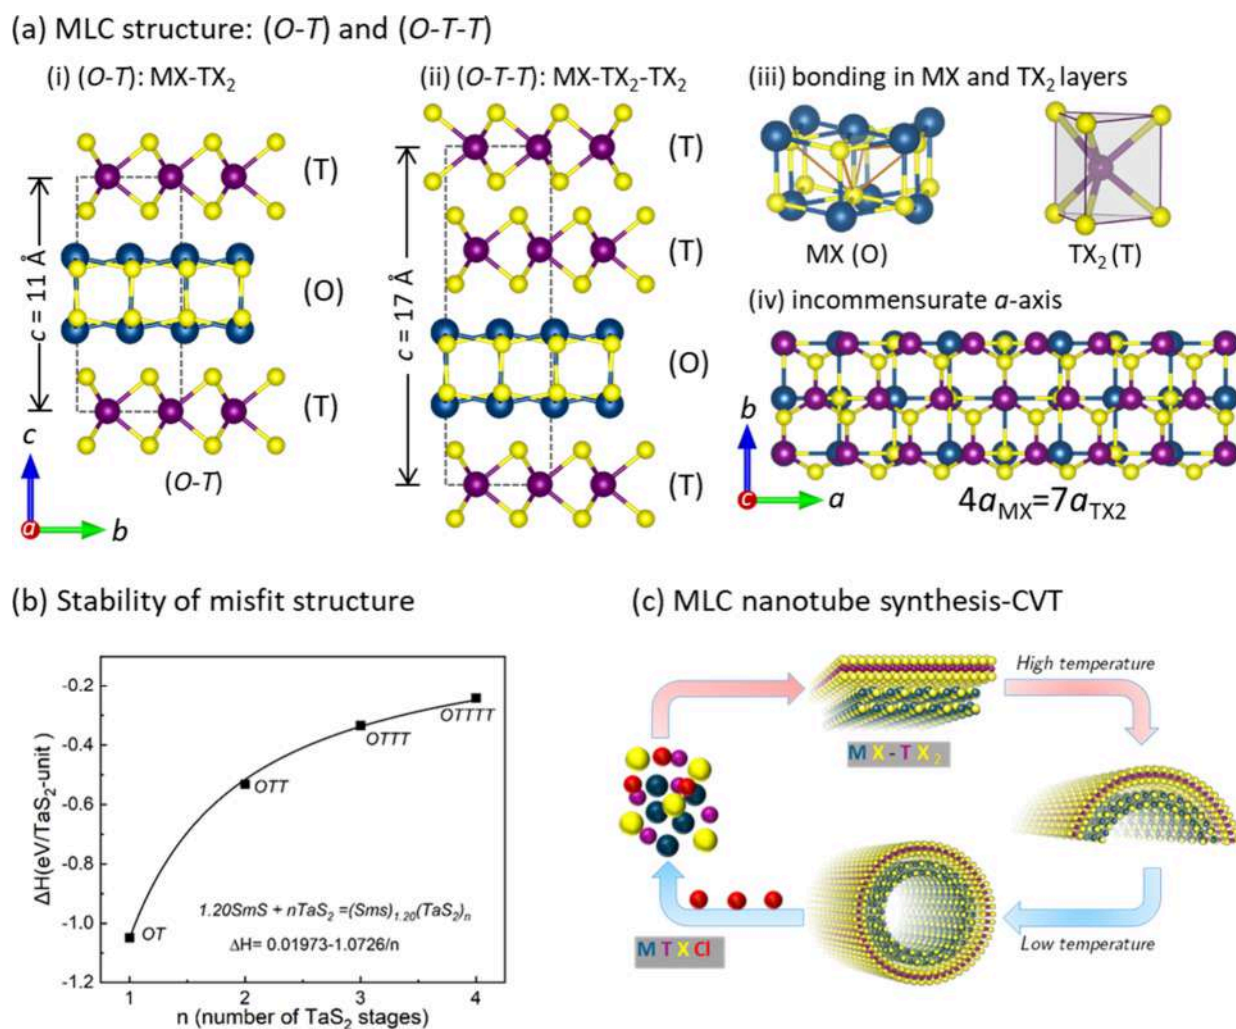 (a) MLC structure: (O-T) and (O-T-T)
(i) (O-T): MX-TX2
(T)
c = 11 Å
(O)
(T)
(O-T)
c
a
b
(ii) (O-T-T): MX-TX2-TX2
(T)
(T)
c = 17 Å
(O)
(T)
(iii) bonding in MX and TX2 layers
MX (O)
TX2 (T)
(iv) incommensurate a-axis
b
c
a
4aMX=7aTX2
(b) Stability of misfit structure
ΔH(eV/TaS2-unit )
-0.2
-0.4
-0.6
-0.8
-1.0
-1.2
OT
OTT
OTTT
OTTTT
1.20SmS + nTaS2 =(Sms)1.20(TaS2)n
ΔH= 0.01973-1.0726/n
1 2 3 4
n (number of TaS2 stages)
(c) MLC nanotube synthesis-CVT
High temperature
MX-TX2
Low temperature
MTXCl